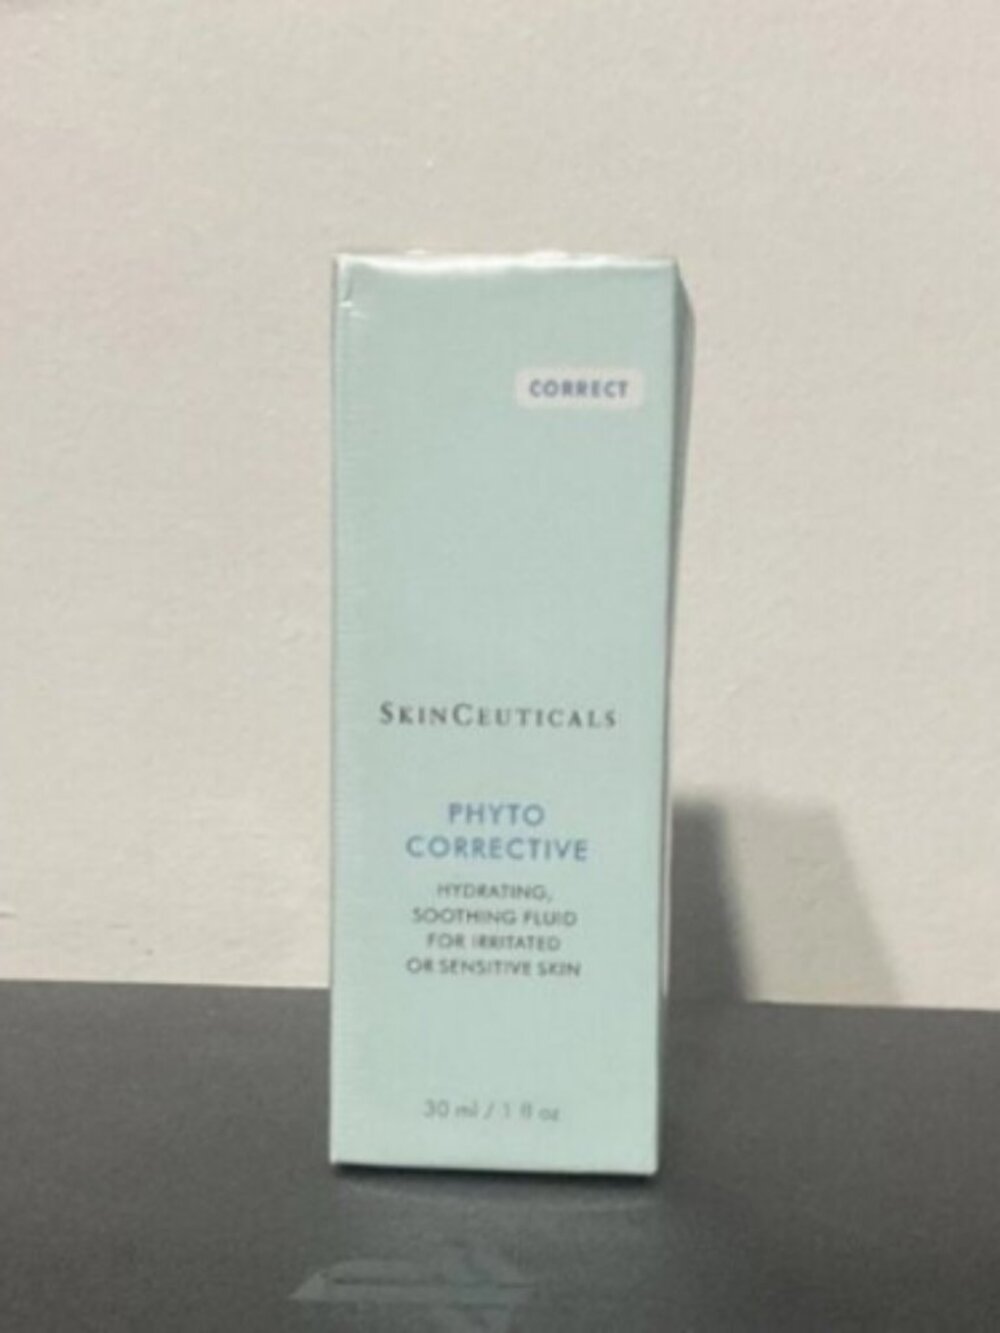 CORRECT
SKINCEUTICALS
PHYTO
CORRECTIVE
HYDRATING,
SOOTHING FLUID
FOR IRRITATED
OR SENSITIVE SKIN
30 ml / 1 fl oz